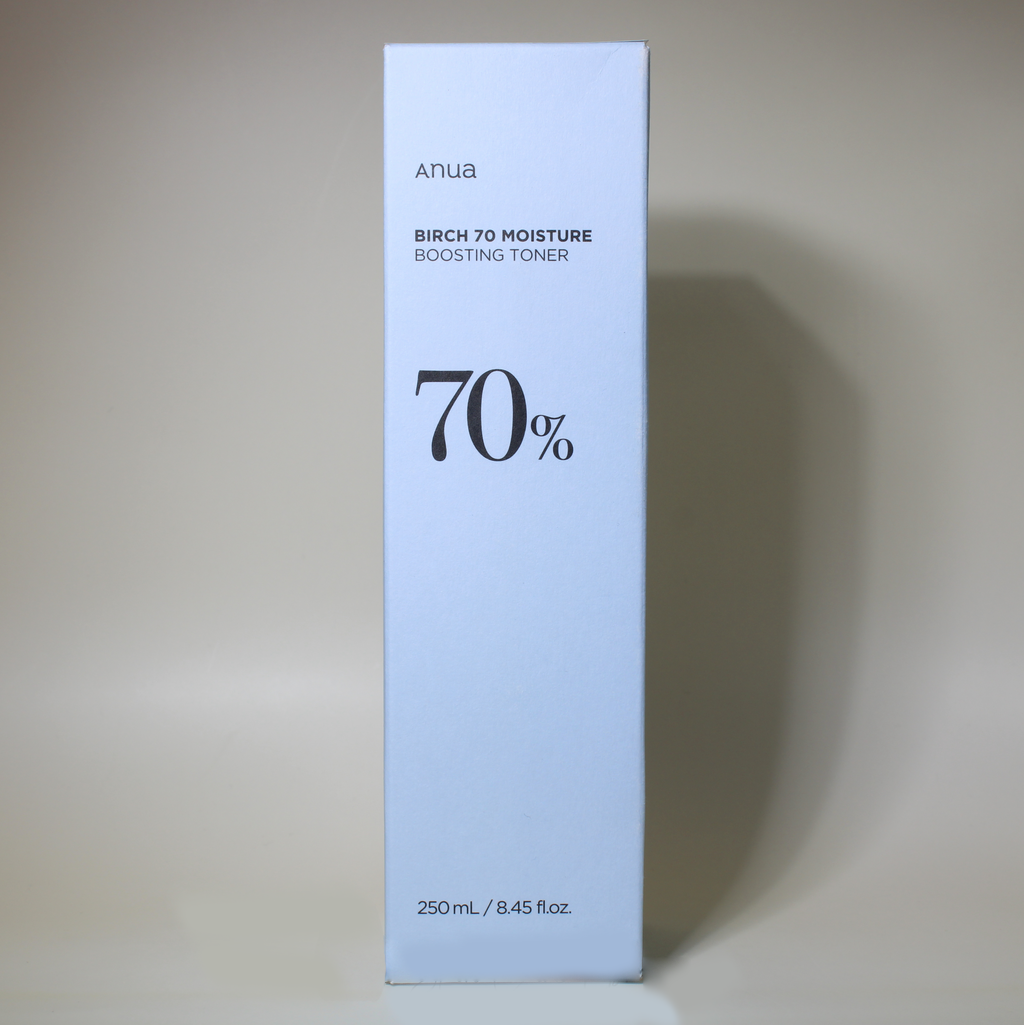 Anua
BIRCH 70 MOISTURE
BOOSTING TONER
70%
250 mL / 8.45 fl.oz.